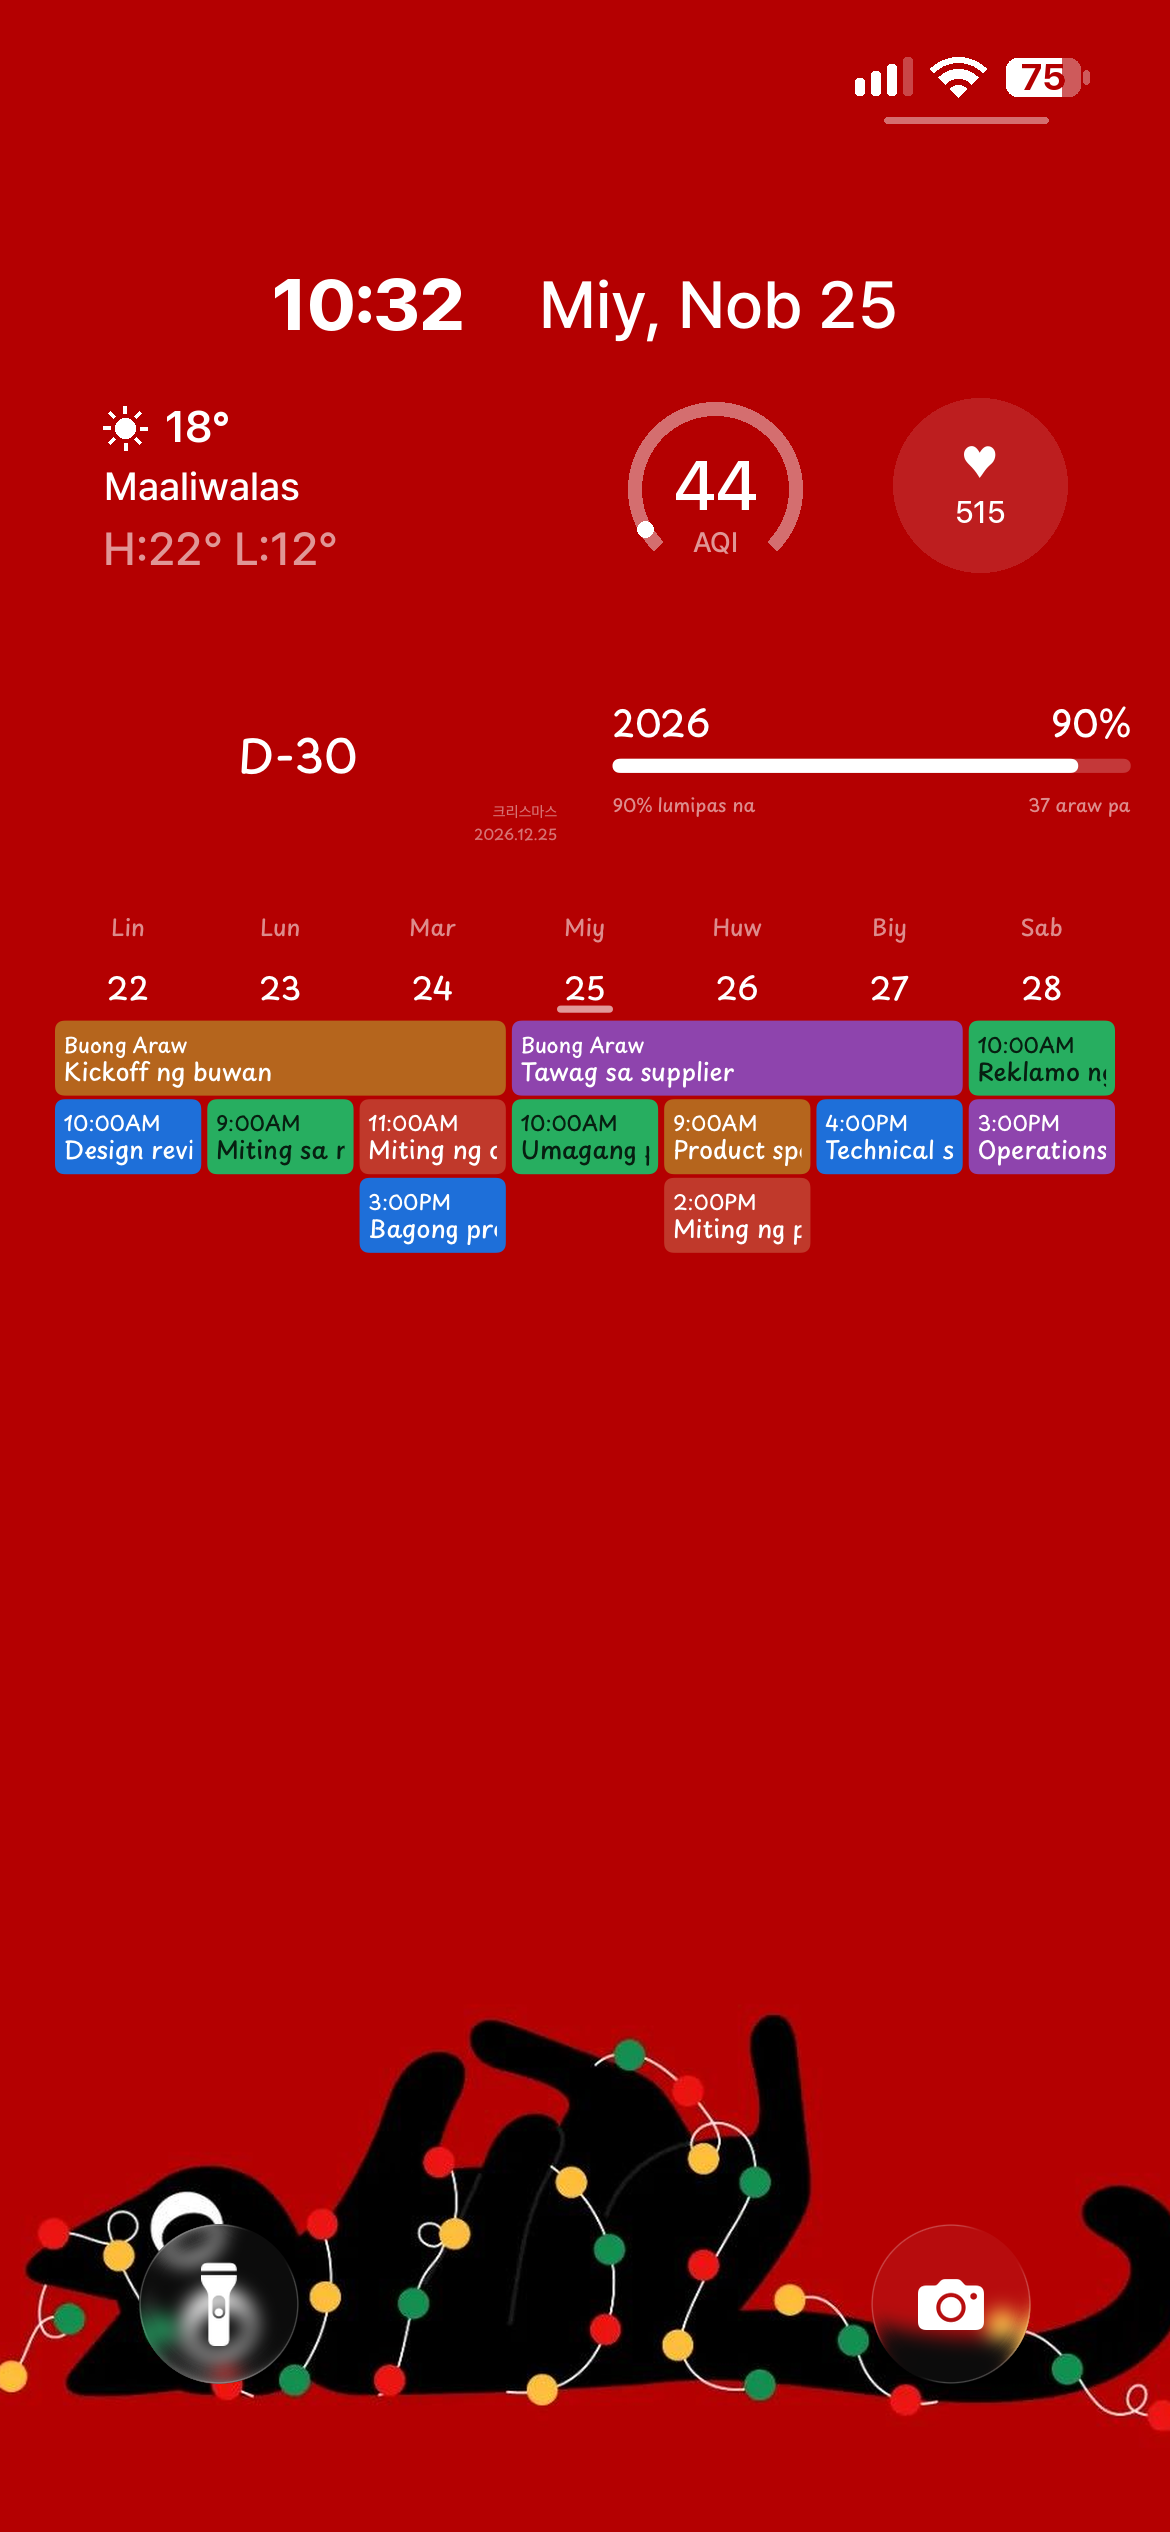 75
10:32 Miy, Nob 25
18°
Maaliwalas
H:22° L:12°
44
AQI
515
D-30
크리스마스
2026.12.25
2026 90%
90% lumipas na 37 araw pa
Lin Lun Mar Miy Huw Biy Sab
22 23 24 25 26 27 28
Buong Araw
Kickoff ng buwan
Buong Araw
Tawag sa supplier
10:00AM
Reklamo ng
10:00AM
Design revi
9:00AM
Miting sa
11:00AM
Miting ng
10:00AM
Umagang
9:00AM
Product
4:00PM
Technical s
3:00PM
Operations
3:00PM
Bagong
2:00PM
Miting ng